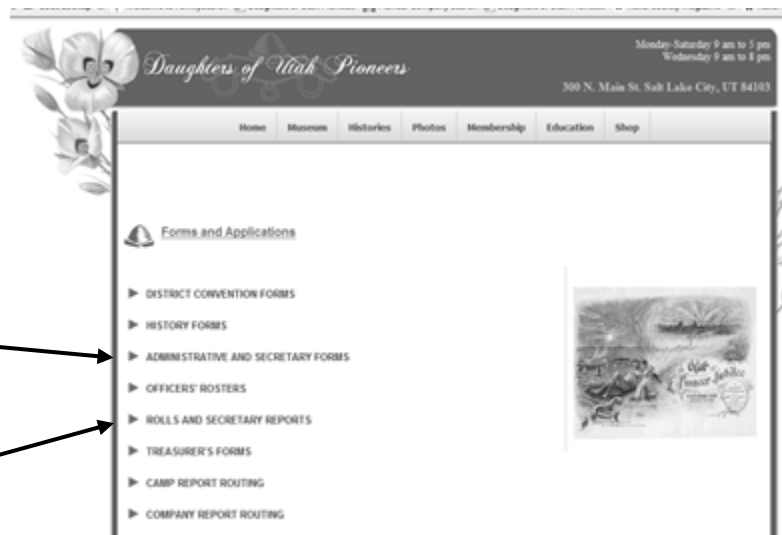 Monday-Saturday 9 am to 5 pm
Wednesday 9 am to 8 pm
Daughters of Utah Pioneers
300 N. Main St. Salt Lake City, UT 84103
Home Museum Histories Photos Membership Education Shop
Forms and Applications
DISTRICT CONVENTION FORMS
HISTORY FORMS
ADMINISTRATIVE AND SECRETARY FORMS
OFFICERS' ROSTERS
ROLLS AND SECRETARY REPORTS
TREASURER'S FORMS
CAMP REPORT ROUTING
COMPANY REPORT ROUTING
Utah
Pioneer Jubilee